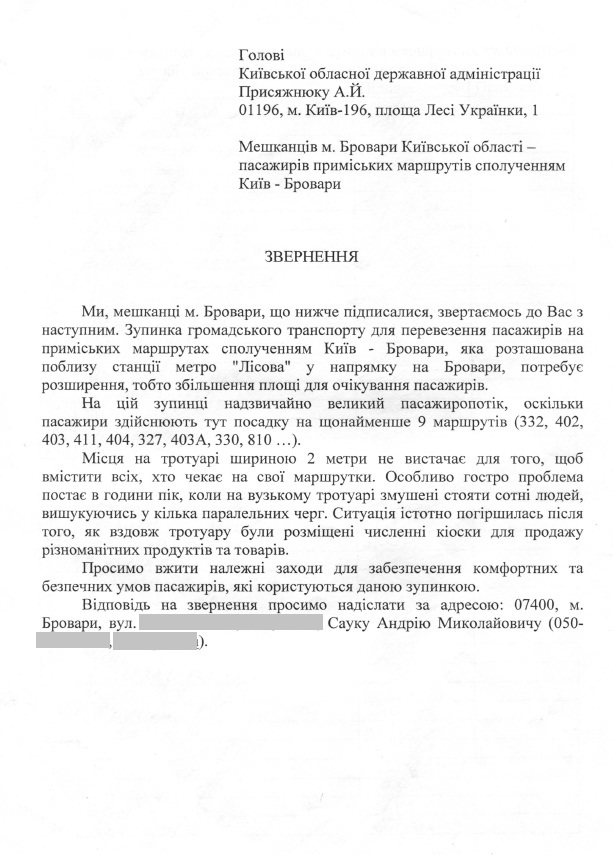 Голові
Київської обласної державної адміністрації
Присяжнюку А.Й.
01196, м. Київ-196, площа Лесі Українки, 1
Мешканців м. Бровари Київської області –
пасажирів приміських маршрутів сполученням
Київ - Бровари
ЗВЕРНЕННЯ
Ми, мешканці м. Бровари, що нижче підписалися, звертаємось до Вас з
наступним. Зупинка громадського транспорту для перевезення пасажирів на
приміських маршрутах сполученням Київ - Бровари, яка розташована
поблизу станції метро "Лісова" у напрямку на Бровари, потребує
розширення, тобто збільшення площі для очікування пасажирів.
На цій зупинці надзвичайно великий пасажиропотік, оскільки
пасажири здійснюють тут посадку на щонайменше 9 маршрутів (332, 402,
403, 411, 404, 327, 403А, 330, 810 …).
Місця на тротуарі шириною 2 метри не вистачає для того, щоб
вмістити всіх, хто чекає на свої маршрутки. Особливо гостро проблема
постає в години пік, коли на вузькому тротуарі змушені стояти сотні людей,
вишукуючись у кілька паралельних черг. Ситуація істотно погіршилась після
того, як вздовж тротуару були розміщені численні кіоски для продажу
різноманітних продуктів та товарів.
Просимо вжити належні заходи для забезпечення комфортних та
безпечних умов пасажирів, які користуються даною зупинкою.
Відповідь на звернення просимо надіслати за адресою: 07400, м.
Бровари, вул. Сауку Андрію Миколайовичу (050-
, ).